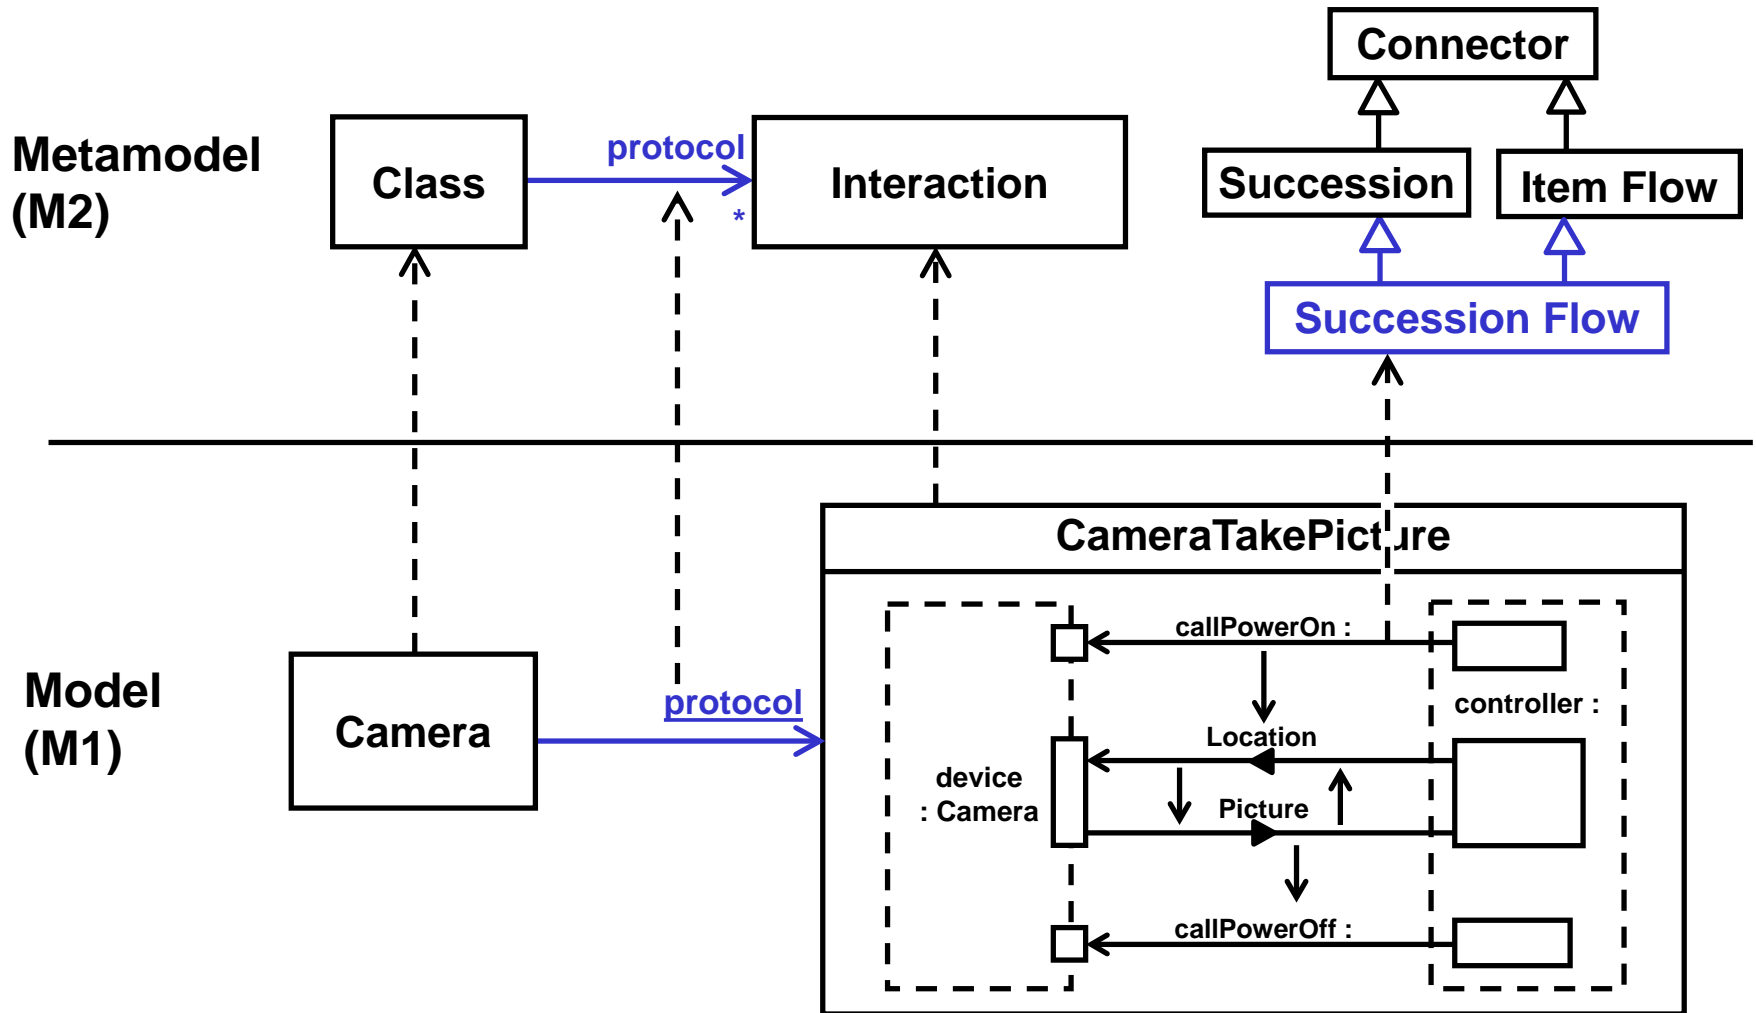 Connector
Metamodel
(M2)
Class
protocol
*
Interaction
Succession
Item Flow
Succession Flow
CameraTakePicture
Model
(M1)
Camera
protocol
callPowerOn :
controller :
Location
device
: Camera
Picture
callPowerOff :